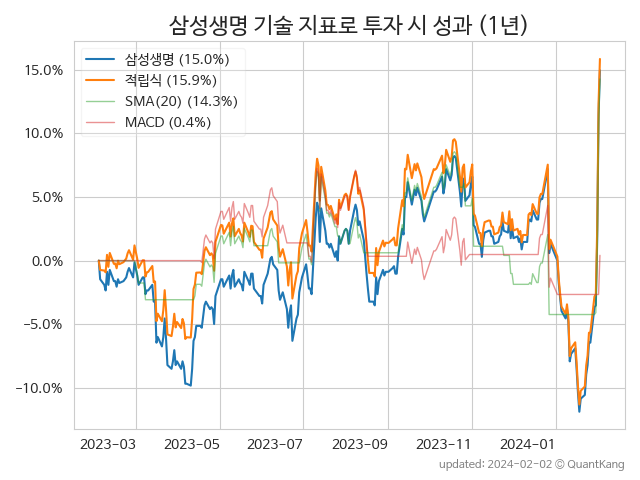 삼성생명 기술 지표로 투자 시 성과 (1년)
삼성생명 (15.0%)
적립식 (15.9%)
SMA(20) (14.3%)
MACD (0.4%)
15.0%
10.0%
5.0%
0.0%
−5.0%
−10.0%
2023-03 2023-05 2023-07 2023-09 2023-11 2024-01
updated: 2024-02-02 © QuantKang